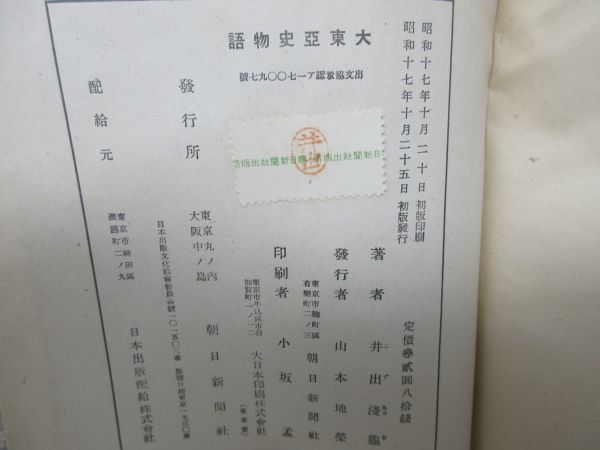 昭和十七年十月二十日 初版印刷
昭和十七年十月二十五日 初版發行
大東亞史物語
出文協承認ア一七〇〇九七號
定價㊕貳圓八拾錢
著者 井出淺龜
東京市麹町區有樂町二ノ三 朝日新聞社
發行者 山本地榮
印刷者 小坂孟
東京市牛込區市谷加賀町一ノ一二
大日本印刷株式會社
發行所
東京丸ノ内
大阪中ノ島
朝日新聞社
日本出版文化協會會員番號一〇一五〇三番
配給元
東京市神田區淡路町二ノ九
日本出版配給株式會社